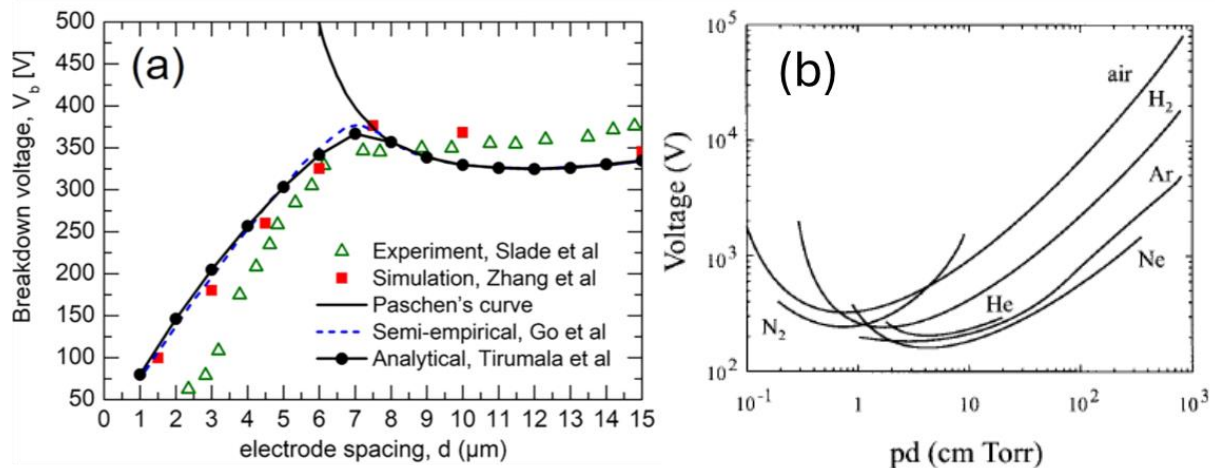 (a)
Breakdown voltage, V_b [V]
500
450
400
350
300
250
200
150
100
50
Experiment, Slade et al
Simulation, Zhang et al
Paschen's curve
Semi-empirical, Go et al
Analytical, Tirumala et al
0 1 2 3 4 5 6 7 8 9 10 11 12 13 14 15
electrode spacing, d (μm)
(b)
Voltage (V)
10^5
10^4
10^3
10^2
air
H_2
Ar
Ne
He
N_2
10^-1 1 10 10^2 10^3
pd (cm Torr)